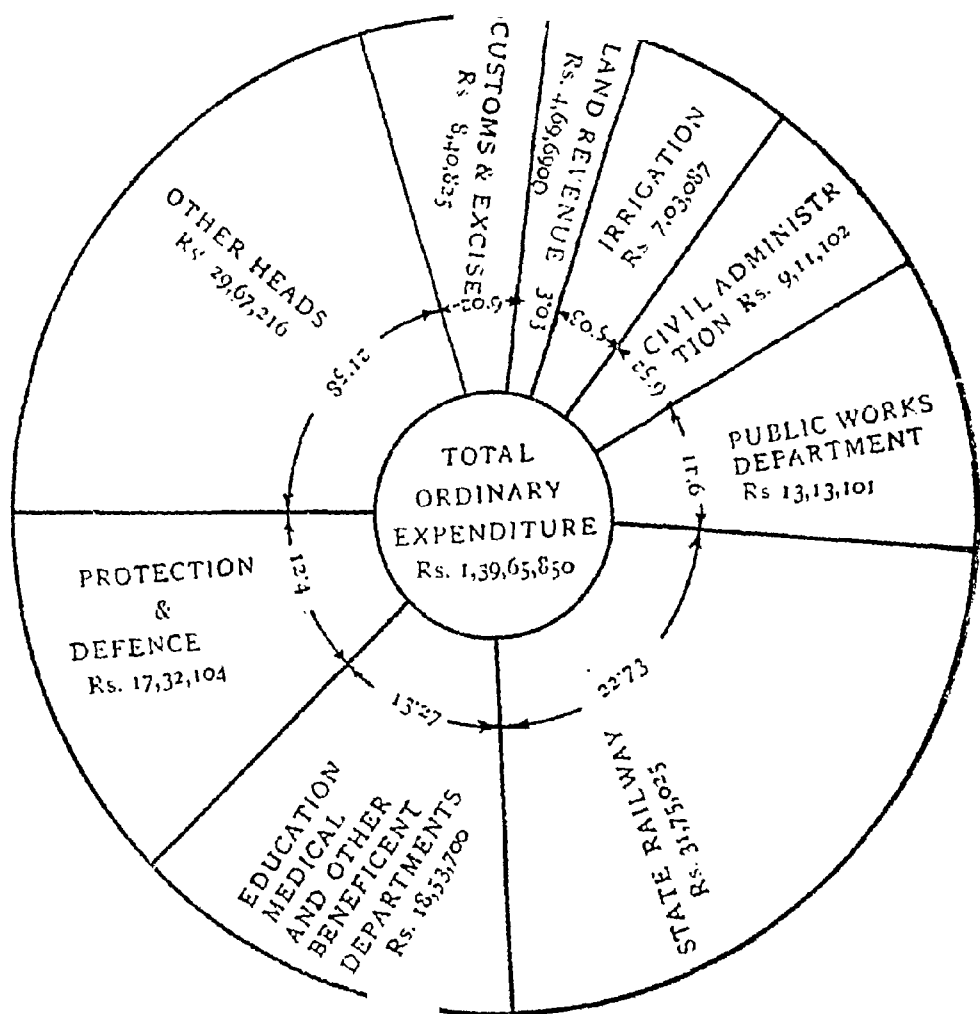 CUSTOMS & EXCISE
Rs 8,40,825
6'02
LAND REVENUE 3'03
Rs. 4,69,690
IRRIGATION
Rs 7,03,087
5'03
CIVIL ADMINISTR
TION Rs. 9,11,102
6'52
PUBLIC WORKS
DEPARTMENT
Rs 13,13,101
STATE RAILWAY
Rs. 31,75,025
22'73
EDUCATION
MEDICAL
AND OTHER
BENEFICENT
DEPARTMENTS
Rs. 18,53,700
13'27
PROTECTION
&
DEFENCE
Rs. 17,32,104
12'4
OTHER HEADS
Rs 29,67,216
21'58
TOTAL
ORDINARY
EXPENDITURE
Rs. 1,39,65,850